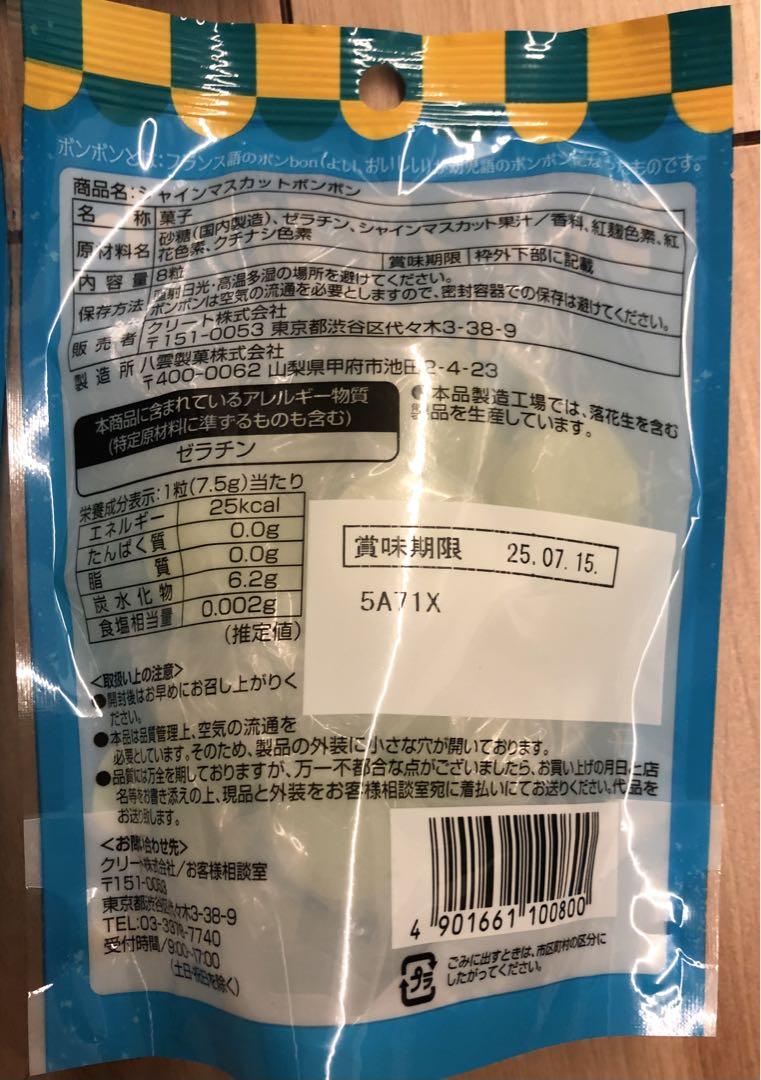 ボンボンとは:フランス語のボンbon(よい、おいしい)が幼児語のボンボンになったものです。
商品名:シャインマスカットボンボン
名 称 菓子
原材料名 砂糖(国内製造)、ゼラチン、シャインマスカット果汁/香料、紅麹色素、紅
花色素、クチナシ色素
内容量 8粒 賞味期限 枠外下部に記載
保存方法 直射日光・高温多湿の場所を避けてください。
ボンボンは空気の流通を必要としますので、密封容器での保存は避けてください。
販売者 クリート株式会社
〒151-0053 東京都渋谷区代々木3-38-9
製造所 八雲製菓株式会社
〒400-0062 山梨県甲府市池田2-4-23
本商品に含まれているアレルギー物質
(特定原材料に準ずるものも含む)
ゼラチン
●本品製造工場では、落花生を含む
製品を生産しています。
栄養成分表示:1粒(7.5g)当たり
エネルギー 25kcal
たんぱく質 0.0g
脂 質 0.0g
炭水化物 6.2g
食塩相当量 0.002g
(推定値)
賞味期限 25.07.15.
5A71X
<取扱い上の注意>
●開封後はお早めにお召し上がりく
ださい。
●本品は品質管理上、空気の流通を
必要としています。そのため、製品の外装に小さな穴が開いております。
●品質には万全を期しておりますが、万一不都合な点がございましたら、お買い上げの月日と店
名等をお書き添えの上、現品と外装をお客様相談室宛に着払いにてお送りください。代品を
お送り致します。
<お問い合わせ先>
クリート株式会社/お客様相談室
〒151-0053
東京都渋谷区代々木3-38-9
TEL:03-3378-7740
受付時間/9:00~17:00
(土・日・祝日を除く)
4 901661 100800
プラ
ごみに出すときは、市区町村の区分に
したがってください。